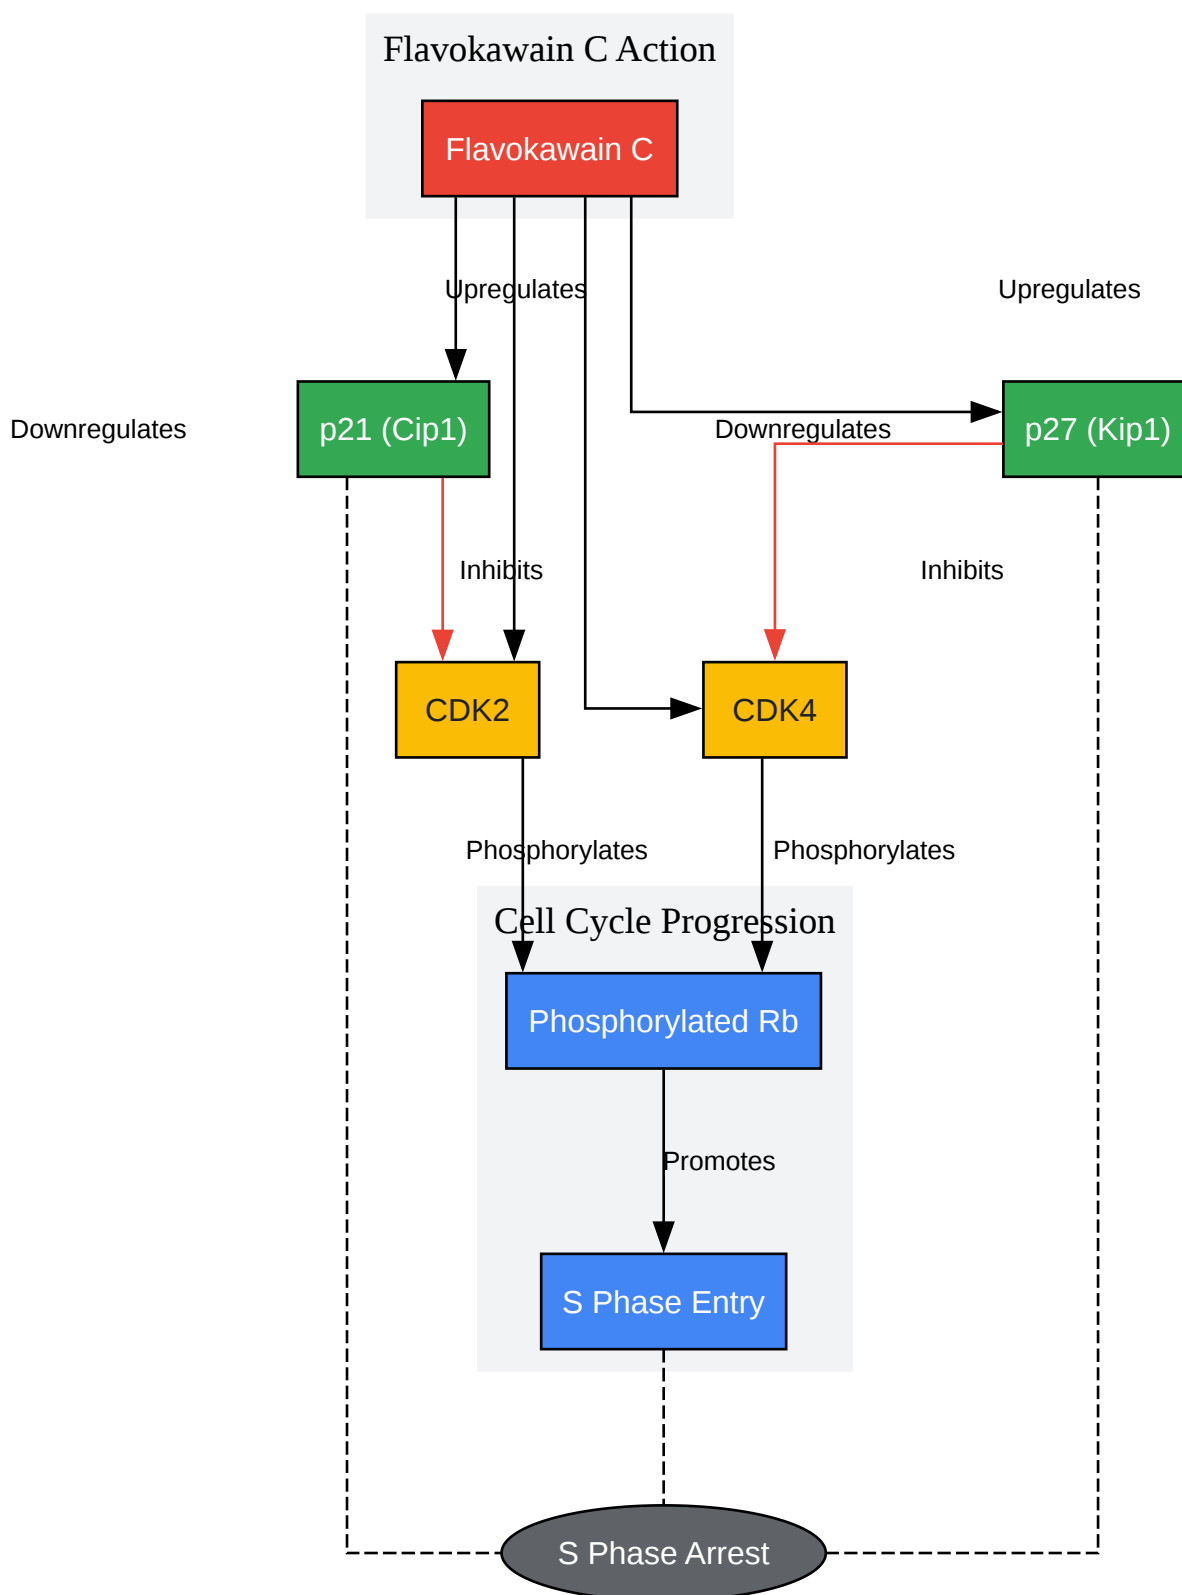 Flavokawain C Action
Flavokawain C
Upregulates
Upregulates
Downregulates
p21 (Cip1)
Downregulates
p27 (Kip1)
Inhibits
Inhibits
CDK2
CDK4
Phosphorylates
Phosphorylates
Cell Cycle Progression
Phosphorylated Rb
Promotes
S Phase Entry
S Phase Arrest